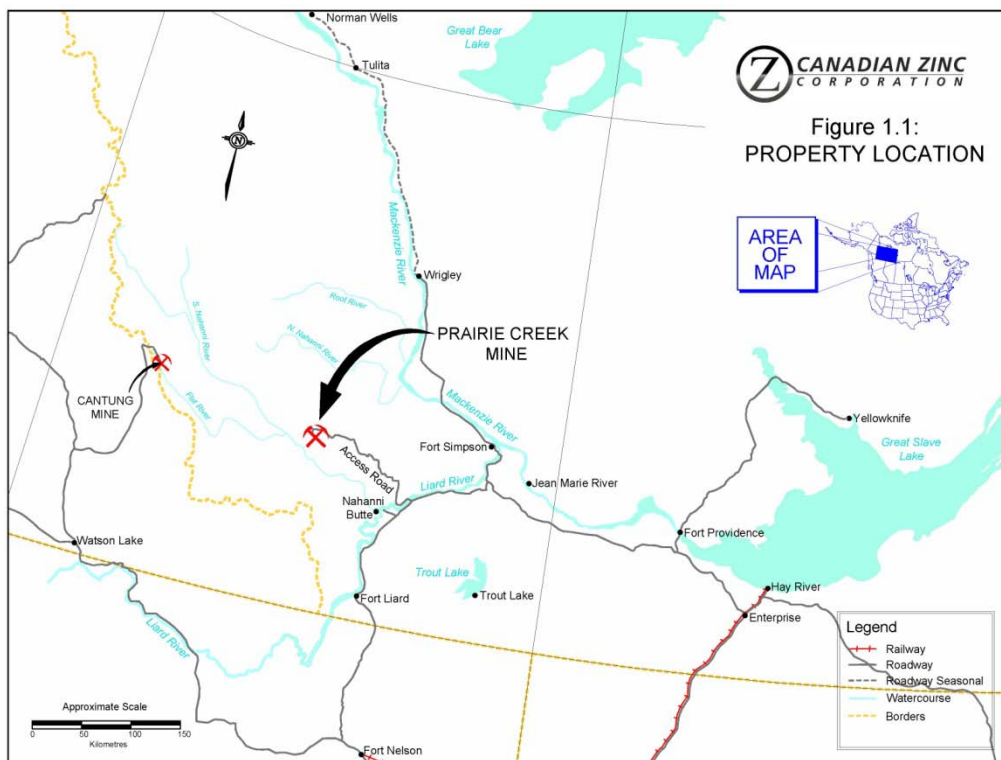 Norman Wells
Great Bear
Lake
Z CANADIAN ZINC
CORPORATION
Tulita
Figure 1.1:
PROPERTY LOCATION
N
Mackenzie River
AREA
OF
MAP
Wrigley
Root River
S. Nahanni River
N. Nahanni River
PRAIRIE CREEK
MINE
CANTUNG
MINE
Flat River
Mackenzie River
Yellowknife
Fort Simpson
Great Slave
Lake
Access Road
Liard River
Jean Marie River
Nahanni
Butte
Watson Lake
Fort Providence
Trout Lake
Hay River
Fort Liard
Trout Lake
Enterprise
Liard River
Legend
Railway
Roadway
Roadway Seasonal
Watercourse
Borders
Approximate Scale
0 50 100 150
Kilometres
Fort Nelson